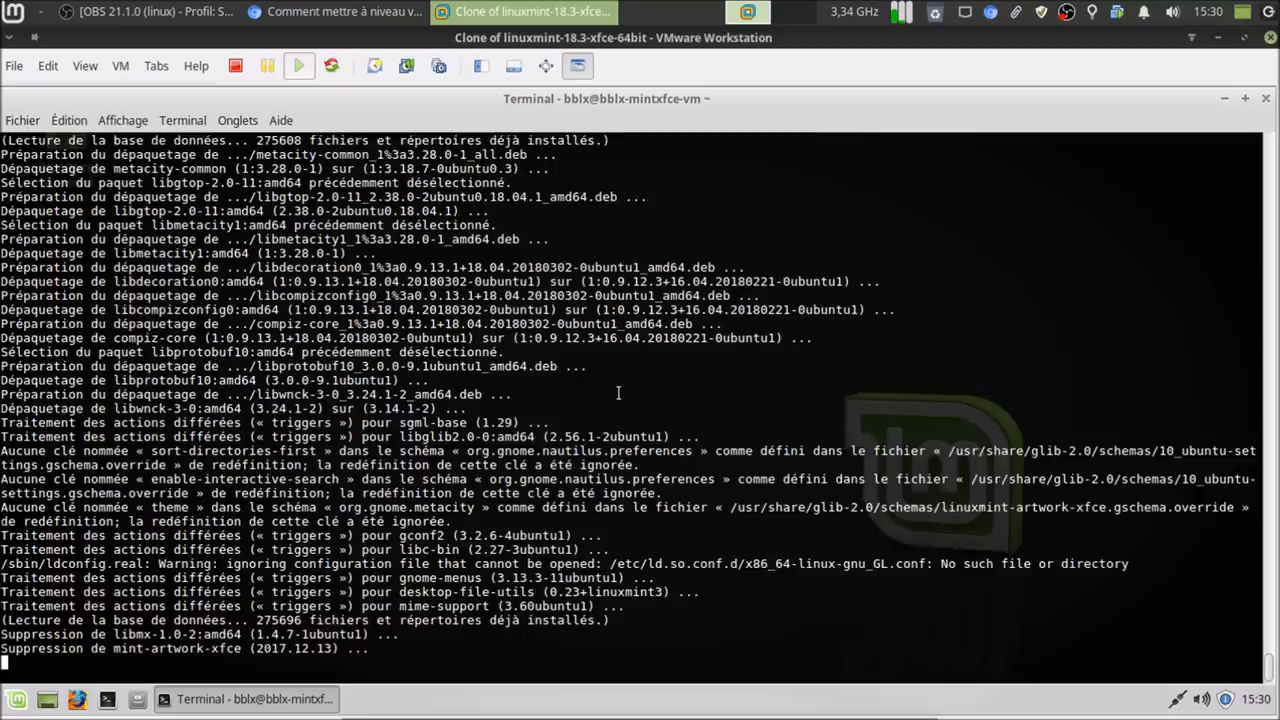 [OBS 21.1.0 (linux) - Profil: S...
Comment mettre à niveau v...
Clone of linuxmint-18.3-xfce...
3,34 GHz
15:30
Clone of linuxmint-18.3-xfce-64bit - VMware Workstation
File Edit View VM Tabs Help
Terminal - bblx@bblx-mintxfce-vm ~
Fichier Édition Affichage Terminal Onglets Aide
(Lecture de la base de données... 275608 fichiers et répertoires déjà installés.)
Préparation du dépaquetage de .../metacity-common_1%3a3.28.0-1_all.deb ...
Dépaquetage de metacity-common (1:3.28.0-1) sur (1:3.18.7-0ubuntu0.3) ...
Sélection du paquet libgtop-2.0-11:amd64 précédemment désélectionné.
Préparation du dépaquetage de .../libgtop-2.0-11_2.38.0-2ubuntu0.18.04.1_amd64.deb ...
Dépaquetage de libgtop-2.0-11:amd64 (2.38.0-2ubuntu0.18.04.1) ...
Sélection du paquet libmetacity1:amd64 précédemment désélectionné.
Préparation du dépaquetage de .../libmetacity1_1%3a3.28.0-1_amd64.deb ...
Dépaquetage de libmetacity1:amd64 (1:3.28.0-1) ...
Préparation du dépaquetage de .../libdecoration0_1%3a0.9.13.1+18.04.20180302-0ubuntu1_amd64.deb ...
Dépaquetage de libdecoration0:amd64 (1:0.9.13.1+18.04.20180302-0ubuntu1) sur (1:0.9.12.3+16.04.20180221-0ubuntu1) ...
Préparation du dépaquetage de .../libcompizconfig0_1%3a0.9.13.1+18.04.20180302-0ubuntu1_amd64.deb ...
Dépaquetage de libcompizconfig0:amd64 (1:0.9.13.1+18.04.20180302-0ubuntu1) sur (1:0.9.12.3+16.04.20180221-0ubuntu1) ...
Préparation du dépaquetage de .../compiz-core_1%3a0.9.13.1+18.04.20180302-0ubuntu1_amd64.deb ...
Dépaquetage de compiz-core (1:0.9.13.1+18.04.20180302-0ubuntu1) sur (1:0.9.12.3+16.04.20180221-0ubuntu1) ...
Sélection du paquet libprotobuf10:amd64 précédemment désélectionné.
Préparation du dépaquetage de .../libprotobuf10_3.0.0-9.1ubuntu1_amd64.deb ...
Dépaquetage de libprotobuf10:amd64 (3.0.0-9.1ubuntu1) ...
Préparation du dépaquetage de .../libwnck-3-0_3.24.1-2_amd64.deb ...
Dépaquetage de libwnck-3-0:amd64 (3.24.1-2) sur (3.14.1-2) ...
Traitement des actions différées (« triggers ») pour sgml-base (1.29) ...
Traitement des actions différées (« triggers ») pour libglib2.0-0:amd64 (2.56.1-2ubuntu1) ...
Aucune clé nommée « sort-directories-first » dans le schéma « org.gnome.nautilus.preferences » comme défini dans le fichier « /usr/share/glib-2.0/schemas/10_ubuntu-set
tings.gschema.override » de redéfinition; la redéfinition de cette clé a été ignorée.
Aucune clé nommée « enable-interactive-search » dans le schéma « org.gnome.nautilus.preferences » comme défini dans le fichier « /usr/share/glib-2.0/schemas/10_ubuntu-
settings.gschema.override » de redéfinition; la redéfinition de cette clé a été ignorée.
Aucune clé nommée « theme » dans le schéma « org.gnome.metacity » comme défini dans le fichier « /usr/share/glib-2.0/schemas/linuxmint-artwork-xfce.gschema.override »
de redéfinition; la redéfinition de cette clé a été ignorée.
Traitement des actions différées (« triggers ») pour gconf2 (3.2.6-4ubuntu1) ...
Traitement des actions différées (« triggers ») pour libc-bin (2.27-3ubuntu1) ...
/sbin/ldconfig.real: Warning: ignoring configuration file that cannot be opened: /etc/ld.so.conf.d/x86_64-linux-gnu_GL.conf: No such file or directory
Traitement des actions différées (« triggers ») pour gnome-menus (3.13.3-11ubuntu1) ...
Traitement des actions différées (« triggers ») pour desktop-file-utils (0.23+linuxmint3) ...
Traitement des actions différées (« triggers ») pour mime-support (3.60ubuntu1) ...
(Lecture de la base de données... 275696 fichiers et répertoires déjà installés.)
Suppression de libmx-1.0-2:amd64 (1.4.7-1ubuntu1) ...
Suppression de mint-artwork-xfce (2017.12.13) ...
Terminal - bblx@bblx-mintxf...
15:30